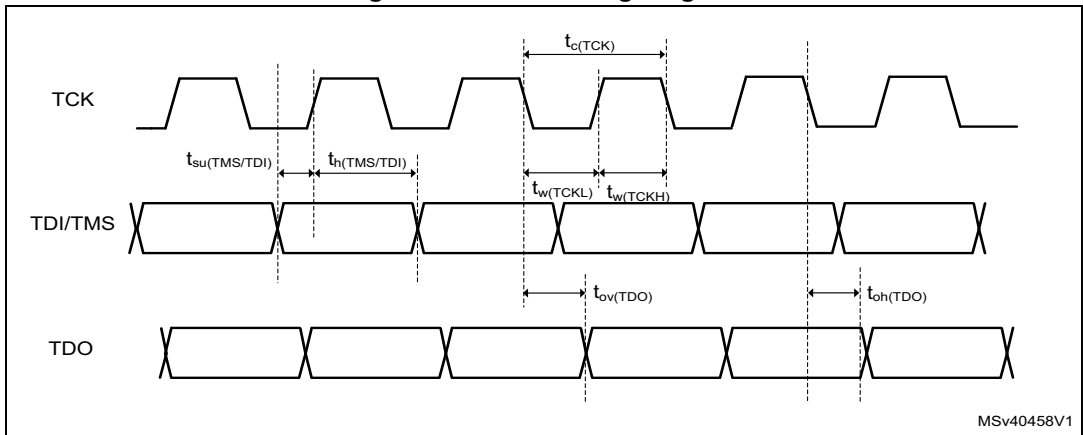 tc(TCK)
TCK
tsu(TMS/TDI)
th(TMS/TDI)
tw(TCKL)
tw(TCKH)
TDI/TMS
tov(TDO)
toh(TDO)
TDO
MSv40458V1